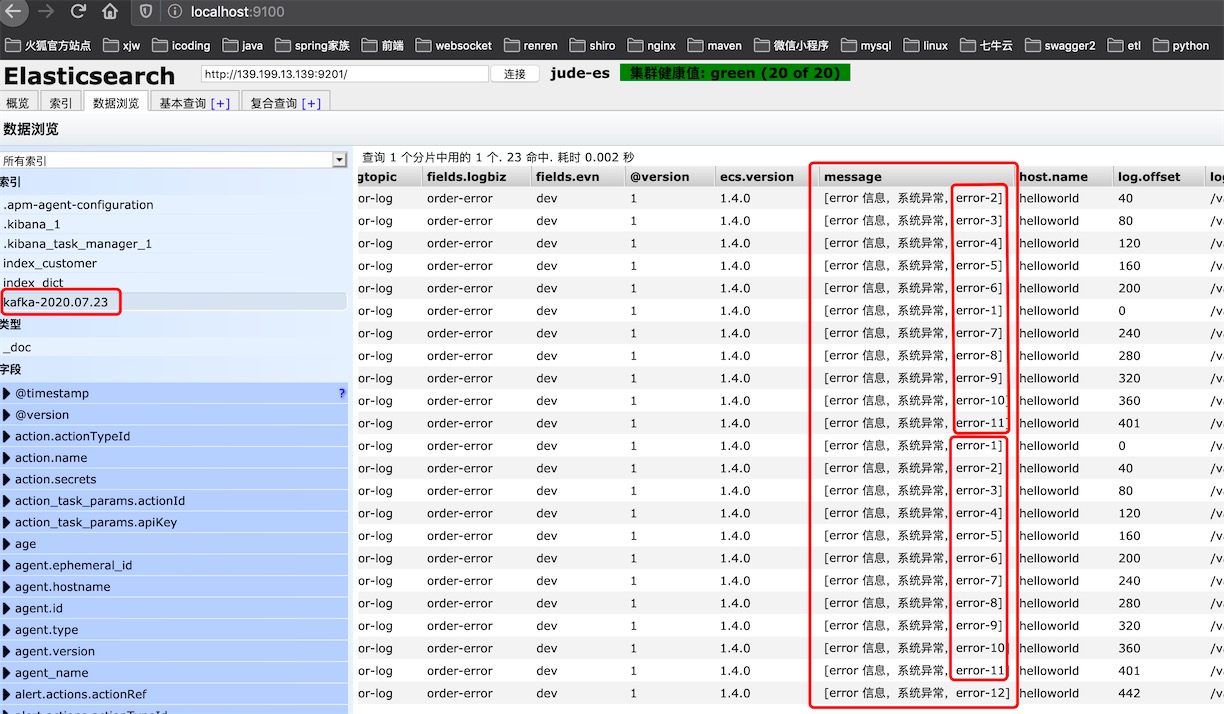 localhost:9100
火狐官方站点 xjw icoding java spring家族 前端 websocket renren shiro nginx maven 微信小程序 mysql linux 七牛云 swagger2 etl python
Elasticsearch http://139.199.13.139:9201/ 连接 jude-es 集群健康值: green (20 of 20)
概览 索引 数据浏览 基本查询 [+] 复合查询 [+]
数据浏览
所有索引
索引
.apm-agent-configuration
.kibana_1
.kibana_task_manager_1
index_customer
index_dict
kafka-2020.07.23
类型
_doc
字段
@timestamp ?
@version
action.actionTypeId
action.name
action.secrets
action_task_params.actionId
action_task_params.apiKey
age
agent.ephemeral_id
agent.hostname
agent.id
agent.type
agent.version
agent_name
alert.actions.actionRef
alert.actions.actionTypeId
查询 1 个分片中用的 1 个. 23 命中. 耗时 0.002 秒
gtopic fields.logbiz fields.evn @version ecs.version message host.name log.offset log
or-log order-error dev 1 1.4.0 [error 信息，系统异常，error-2] helloworld 40 /va
or-log order-error dev 1 1.4.0 [error 信息，系统异常，error-3] helloworld 80 /va
or-log order-error dev 1 1.4.0 [error 信息，系统异常，error-4] helloworld 120 /va
or-log order-error dev 1 1.4.0 [error 信息，系统异常，error-5] helloworld 160 /va
or-log order-error dev 1 1.4.0 [error 信息，系统异常，error-6] helloworld 200 /va
or-log order-error dev 1 1.4.0 [error 信息，系统异常，error-1] helloworld 0 /va
or-log order-error dev 1 1.4.0 [error 信息，系统异常，error-7] helloworld 240 /va
or-log order-error dev 1 1.4.0 [error 信息，系统异常，error-8] helloworld 280 /va
or-log order-error dev 1 1.4.0 [error 信息，系统异常，error-9] helloworld 320 /va
or-log order-error dev 1 1.4.0 [error 信息，系统异常，error-10] helloworld 360 /va
or-log order-error dev 1 1.4.0 [error 信息，系统异常，error-11] helloworld 401 /va
or-log order-error dev 1 1.4.0 [error 信息，系统异常，error-1] helloworld 0 /va
or-log order-error dev 1 1.4.0 [error 信息，系统异常，error-2] helloworld 40 /va
or-log order-error dev 1 1.4.0 [error 信息，系统异常，error-3] helloworld 80 /va
or-log order-error dev 1 1.4.0 [error 信息，系统异常，error-4] helloworld 120 /va
or-log order-error dev 1 1.4.0 [error 信息，系统异常，error-5] helloworld 160 /va
or-log order-error dev 1 1.4.0 [error 信息，系统异常，error-6] helloworld 200 /va
or-log order-error dev 1 1.4.0 [error 信息，系统异常，error-7] helloworld 240 /va
or-log order-error dev 1 1.4.0 [error 信息，系统异常，error-8] helloworld 280 /va
or-log order-error dev 1 1.4.0 [error 信息，系统异常，error-9] helloworld 320 /va
or-log order-error dev 1 1.4.0 [error 信息，系统异常，error-10] helloworld 360 /va
or-log order-error dev 1 1.4.0 [error 信息，系统异常，error-11] helloworld 401 /va
or-log order-error dev 1 1.4.0 [error 信息，系统异常，error-12] helloworld 442 /va